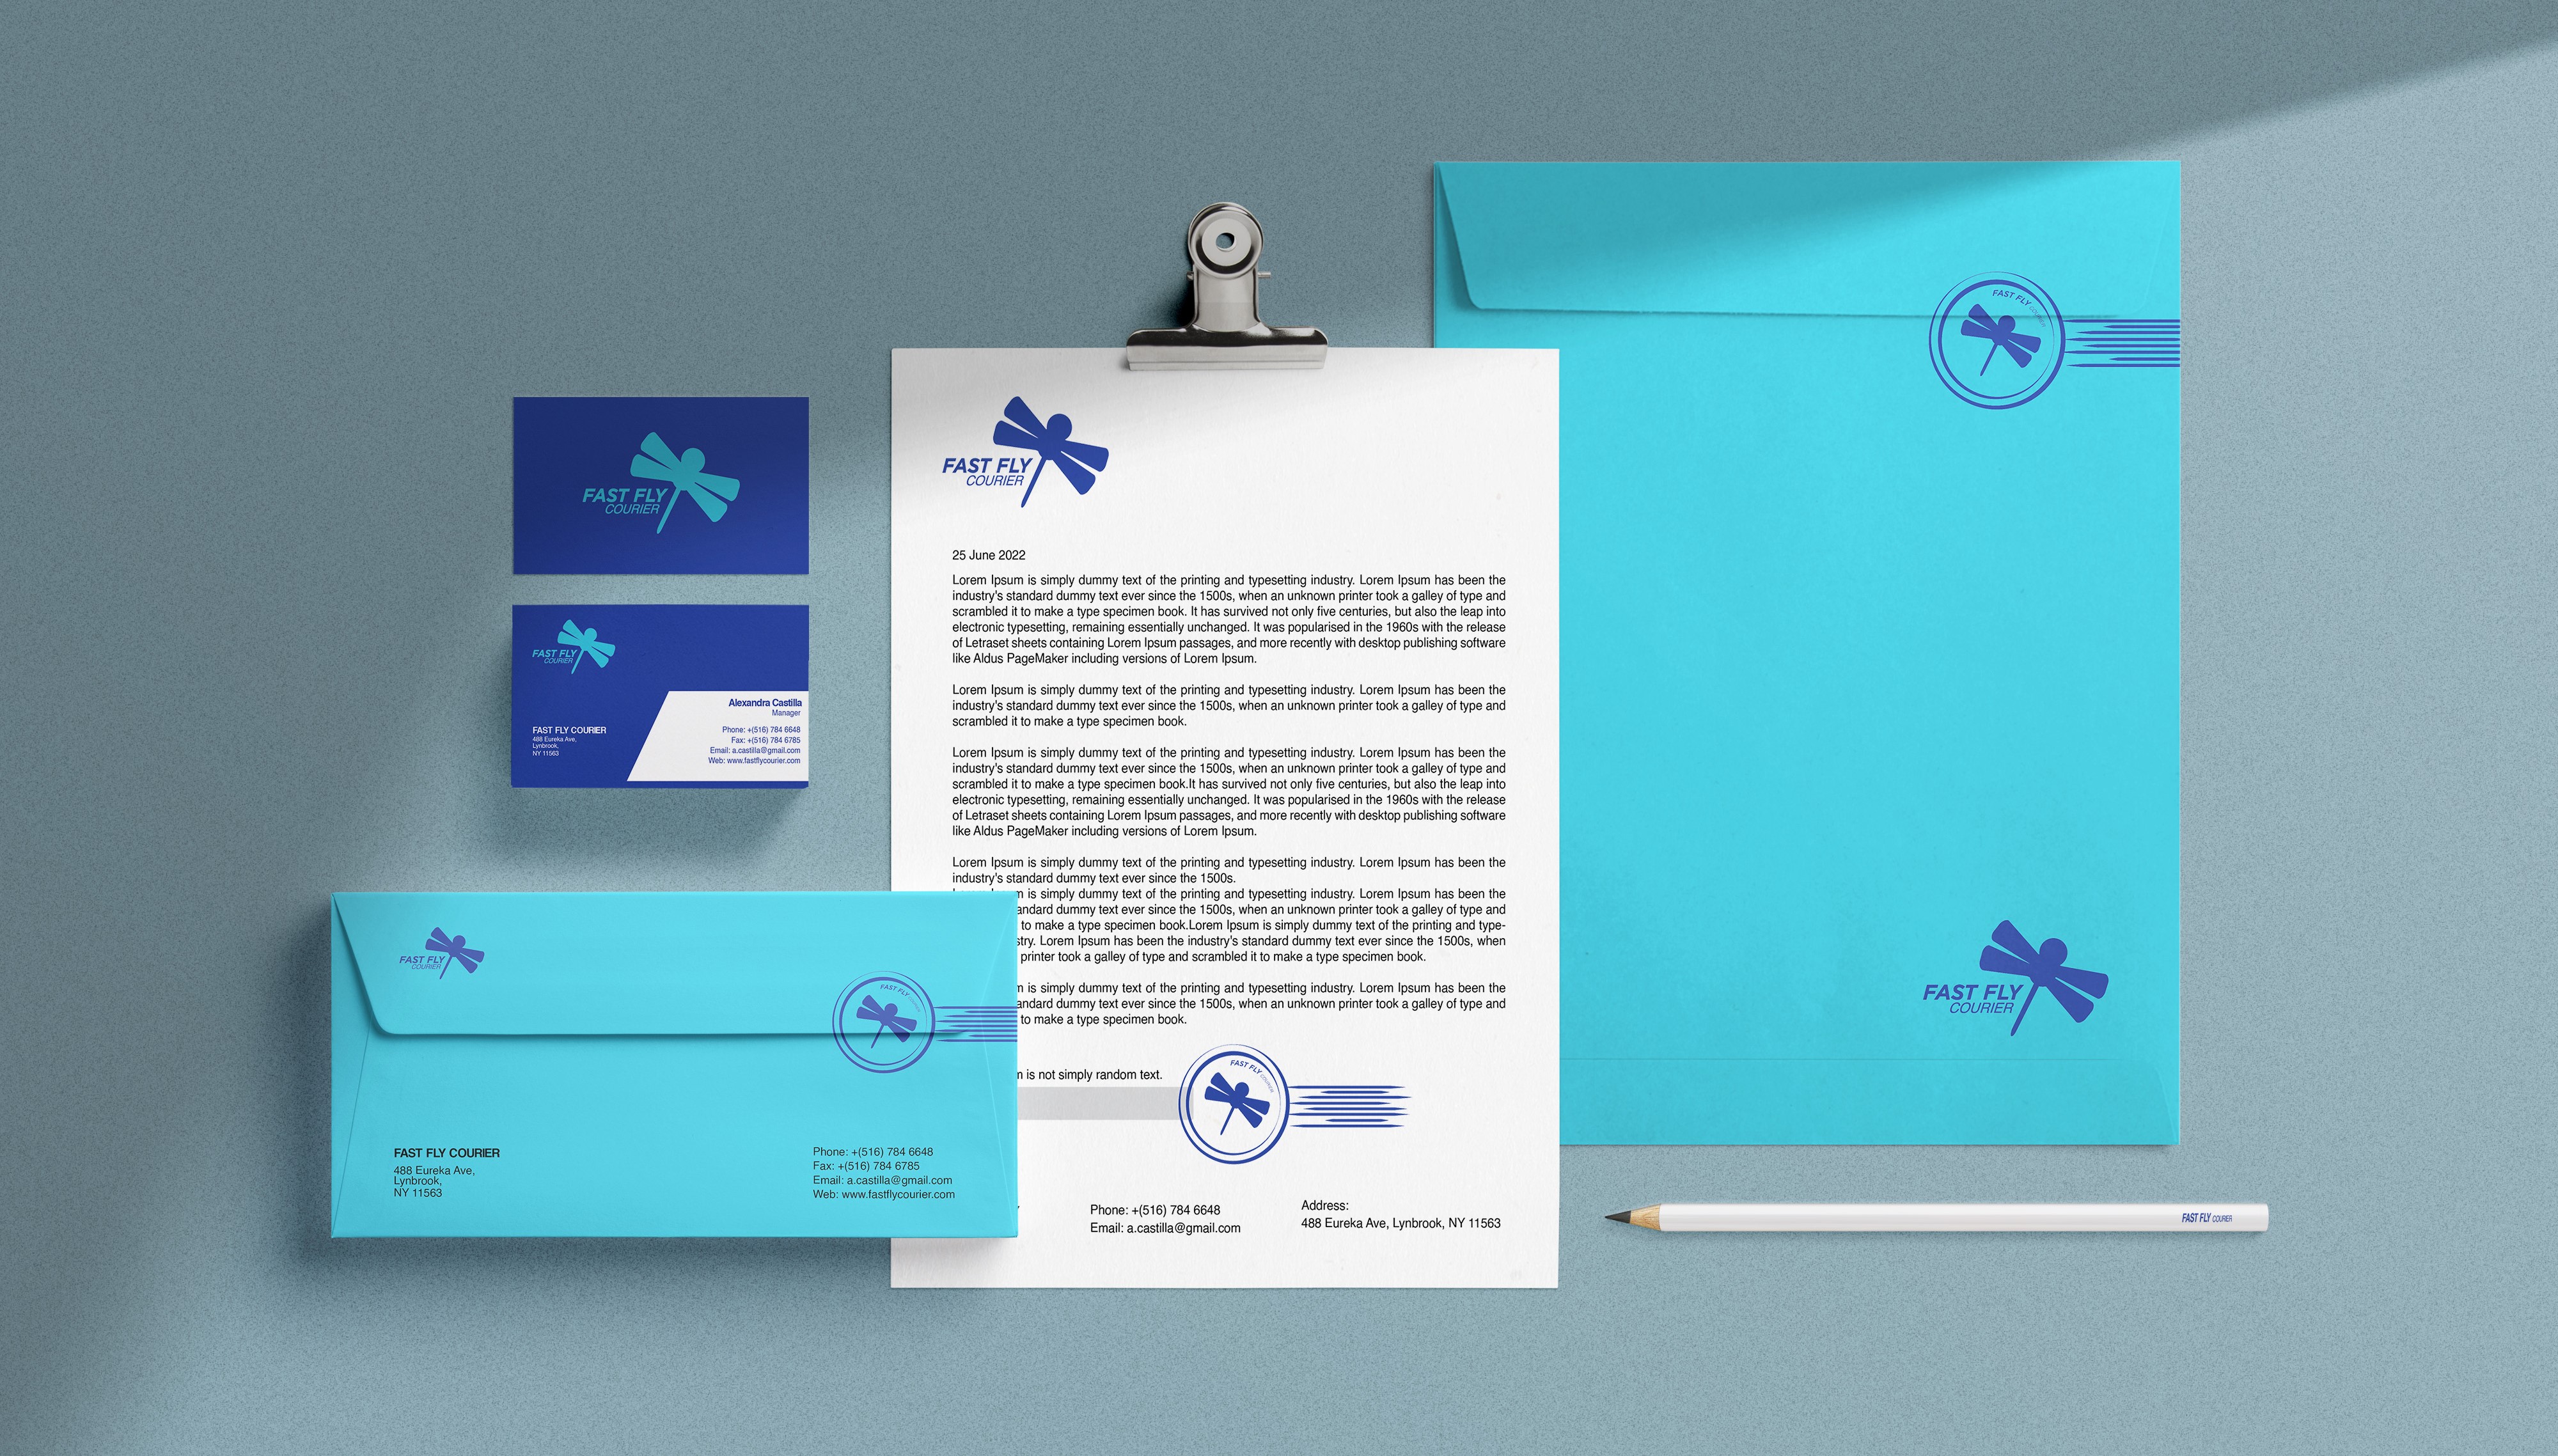 FAST FLY
COURIER
FAST FLY
COURIER
FAST FLY COURIER
488 Eureka Ave,
Lynbrook,
NY 11563
Alexandra Castilla
Manager
Phone: +(516) 784 6648
Fax: +(516) 784 6785
Email: a.castilla@gmail.com
Web: www.fastflycourier.com
FAST FLY
COURIER
FAST FLY COURIER
FAST FLY COURIER
488 Eureka Ave,
Lynbrook,
NY 11563
Phone: +(516) 784 6648
Fax: +(516) 784 6785
Email: a.castilla@gmail.com
Web: www.fastflycourier.com
FAST FLY
COURIER
25 June 2022
Lorem Ipsum is simply dummy text of the printing and typesetting industry. Lorem Ipsum has been the
industry's standard dummy text ever since the 1500s, when an unknown printer took a galley of type and
scrambled it to make a type specimen book. It has survived not only five centuries, but also the leap into
electronic typesetting, remaining essentially unchanged. It was popularised in the 1960s with the release
of Letraset sheets containing Lorem Ipsum passages, and more recently with desktop publishing software
like Aldus PageMaker including versions of Lorem Ipsum.
Lorem Ipsum is simply dummy text of the printing and typesetting industry. Lorem Ipsum has been the
industry's standard dummy text ever since the 1500s, when an unknown printer took a galley of type and
scrambled it to make a type specimen book.
Lorem Ipsum is simply dummy text of the printing and typesetting industry. Lorem Ipsum has been the
industry's standard dummy text ever since the 1500s, when an unknown printer took a galley of type and
scrambled it to make a type specimen book.It has survived not only five centuries, but also the leap into
electronic typesetting, remaining essentially unchanged. It was popularised in the 1960s with the release
of Letraset sheets containing Lorem Ipsum passages, and more recently with desktop publishing software
like Aldus PageMaker including versions of Lorem Ipsum.
Lorem Ipsum is simply dummy text of the printing and typesetting industry. Lorem Ipsum has been the
industry's standard dummy text ever since the 1500s.
is simply dummy text of the printing and typesetting industry. Lorem Ipsum has been the
dummy text ever since the 1500s, when an unknown printer took a galley of type and
to make a type specimen book.Lorem Ipsum is simply dummy text of the printing and type-
Lorem Ipsum has been the industry's standard dummy text ever since the 1500s, when
printer took a galley of type and scrambled it to make a type specimen book.
is simply dummy text of the printing and typesetting industry. Lorem Ipsum has been the
dummy text ever since the 1500s, when an unknown printer took a galley of type and
to make a type specimen book.
is not simply random text.
FAST FLY COURIER
Phone: +(516) 784 6648
Email: a.castilla@gmail.com
Address:
488 Eureka Ave, Lynbrook, NY 11563
FAST FLY COURIER
FAST FLY
COURIER
FAST FLY COURIER